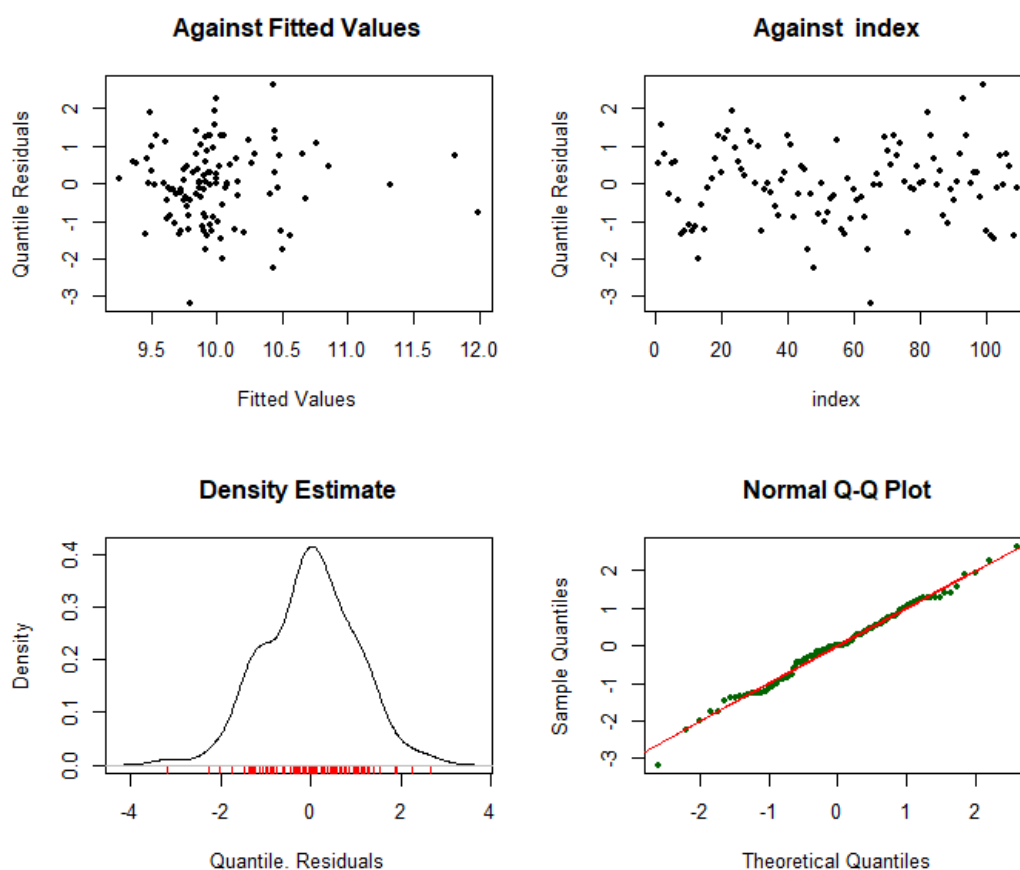 Against Fitted Values
Quantile Residuals
2
1
0
-1
-2
-3
9.5 10.0 10.5 11.0 11.5 12.0
Fitted Values
Against  index
Quantile Residuals
2
1
0
-1
-2
-3
0 20 40 60 80 100
index
Density Estimate
Density
0.4
0.3
0.2
0.1
0.0
-4 -2 0 2 4
Quantile. Residuals
Normal Q-Q Plot
Sample Quantiles
2
1
0
-1
-2
-3
-2 -1 0 1 2
Theoretical Quantiles